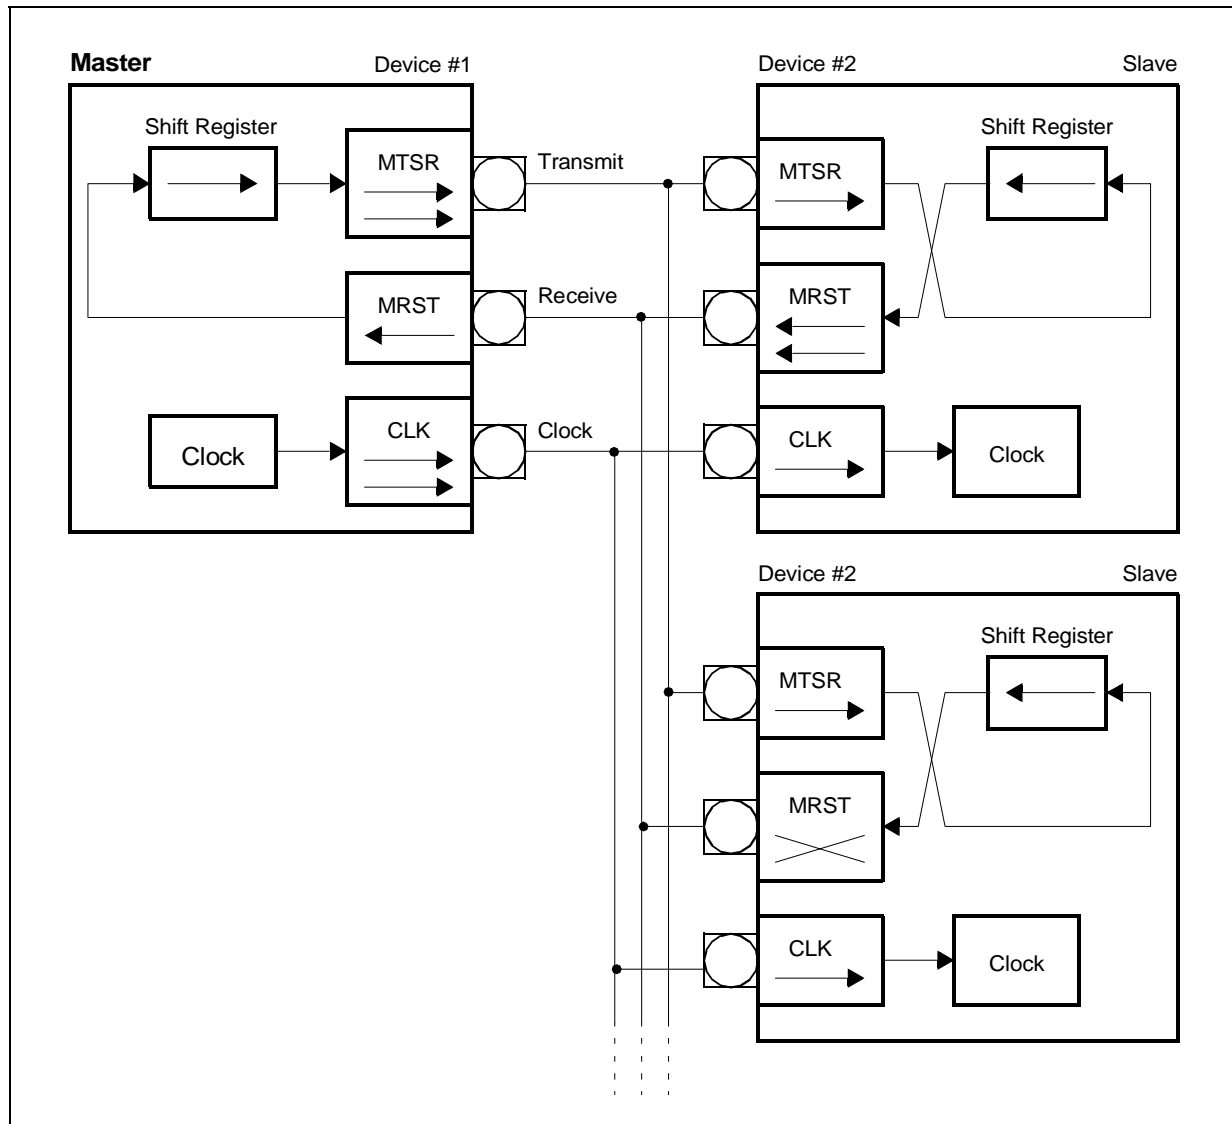 Master Device #1
Shift Register
MTSR
MRST
Clock
CLK
Transmit
Receive
Clock
Device #2 Slave
Shift Register
MTSR
MRST
CLK
Clock
Device #2 Slave
Shift Register
MTSR
MRST
CLK
Clock